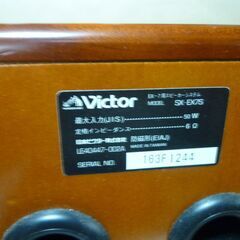 Victor
EX-7用スピーカーシステム
MODEL SX-EX7S
最大入力(JIS) 50 W
定格インピーダンス 6 Ω
防磁形(EIAJ)
LE40447-002A MADE IN TAIWAN
SERIAL NO. 163F1244